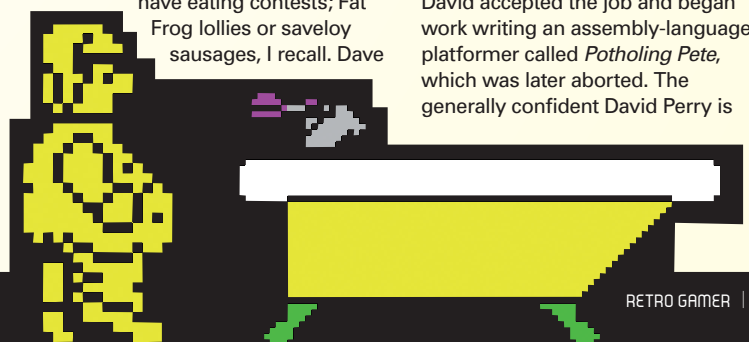 have eating contests; Fat
Frog lollies or saveloy
sausages, I recall. Dave
David accepted the job and began
work writing an assembly-language
platformer called Potholing Pete,
which was later aborted. The
generally confident David Perry is
RETRO GAMER |